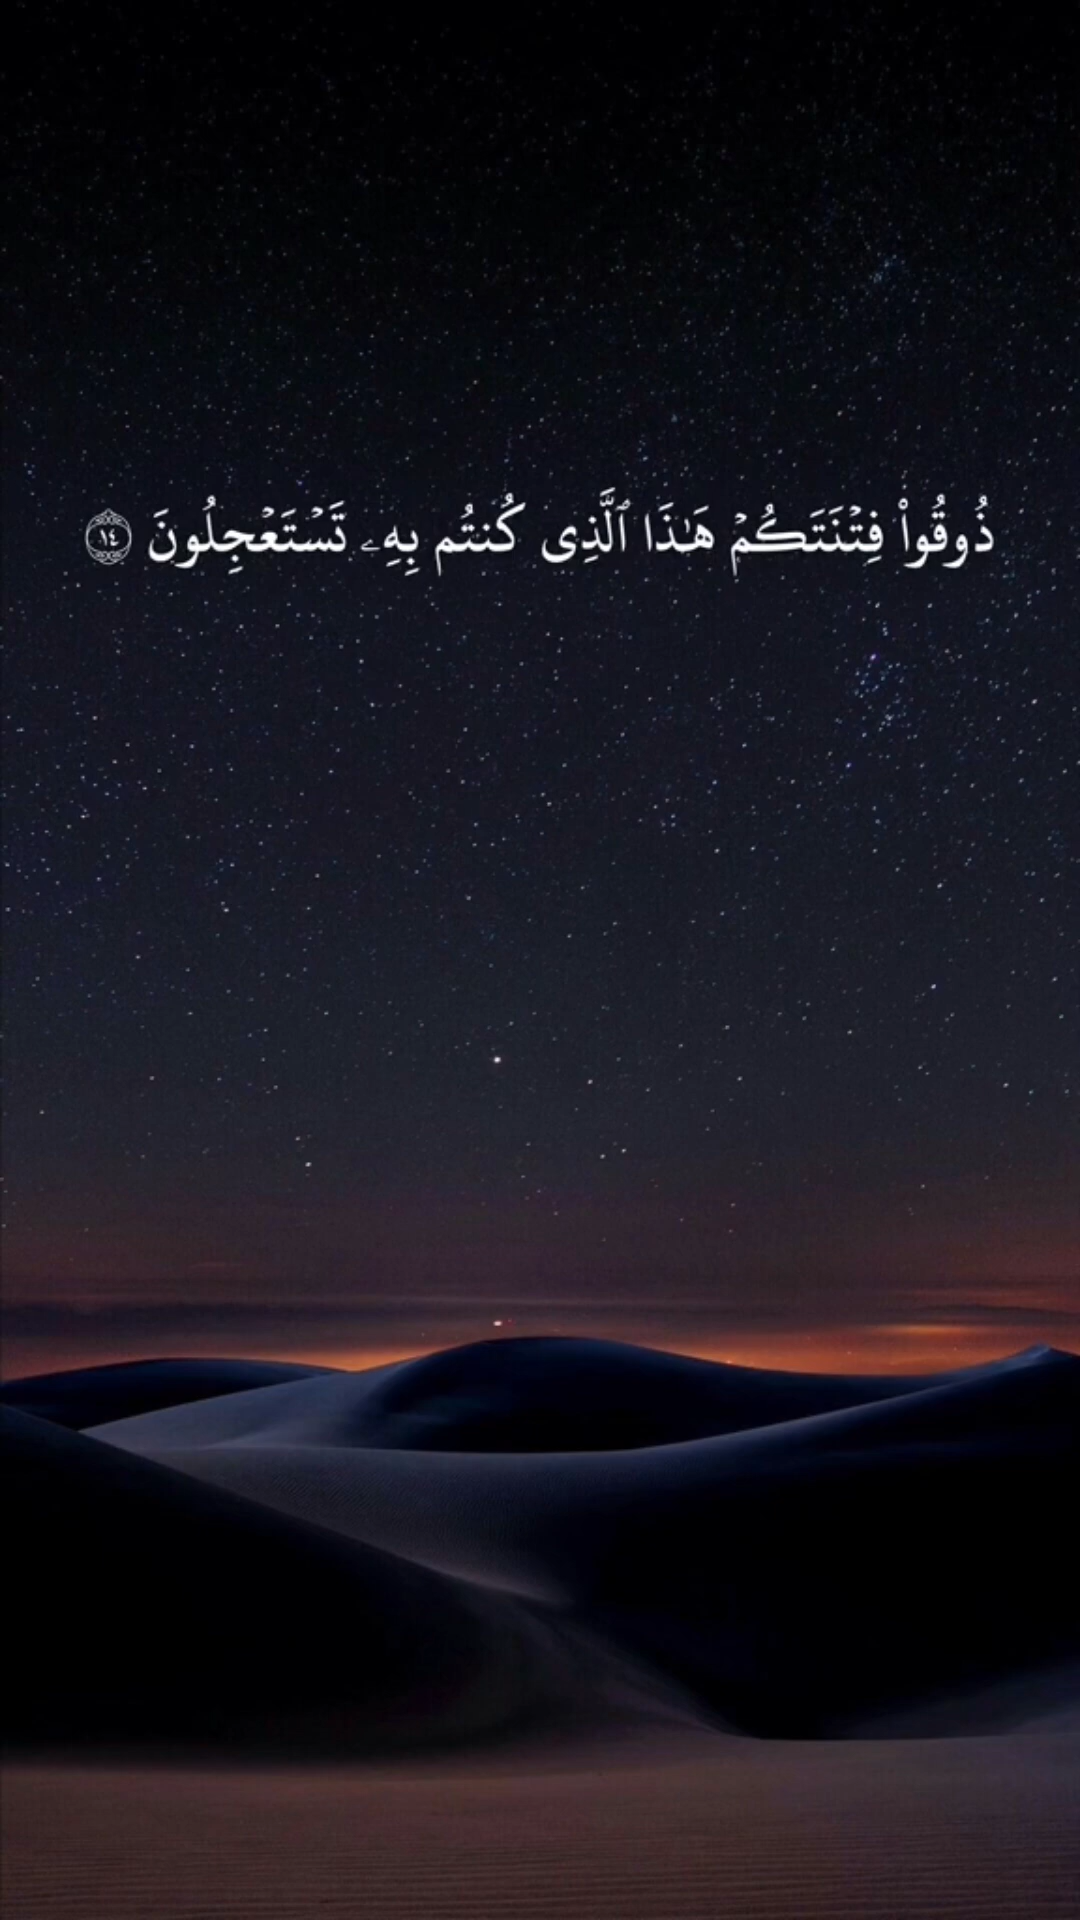 ذُوقُوا۟ فِتۡنَتَكُمۡ هَـٰذَا ٱلَّذِی كُنتُم بِهِۦ تَسۡتَعۡجِلُونَ ١٤